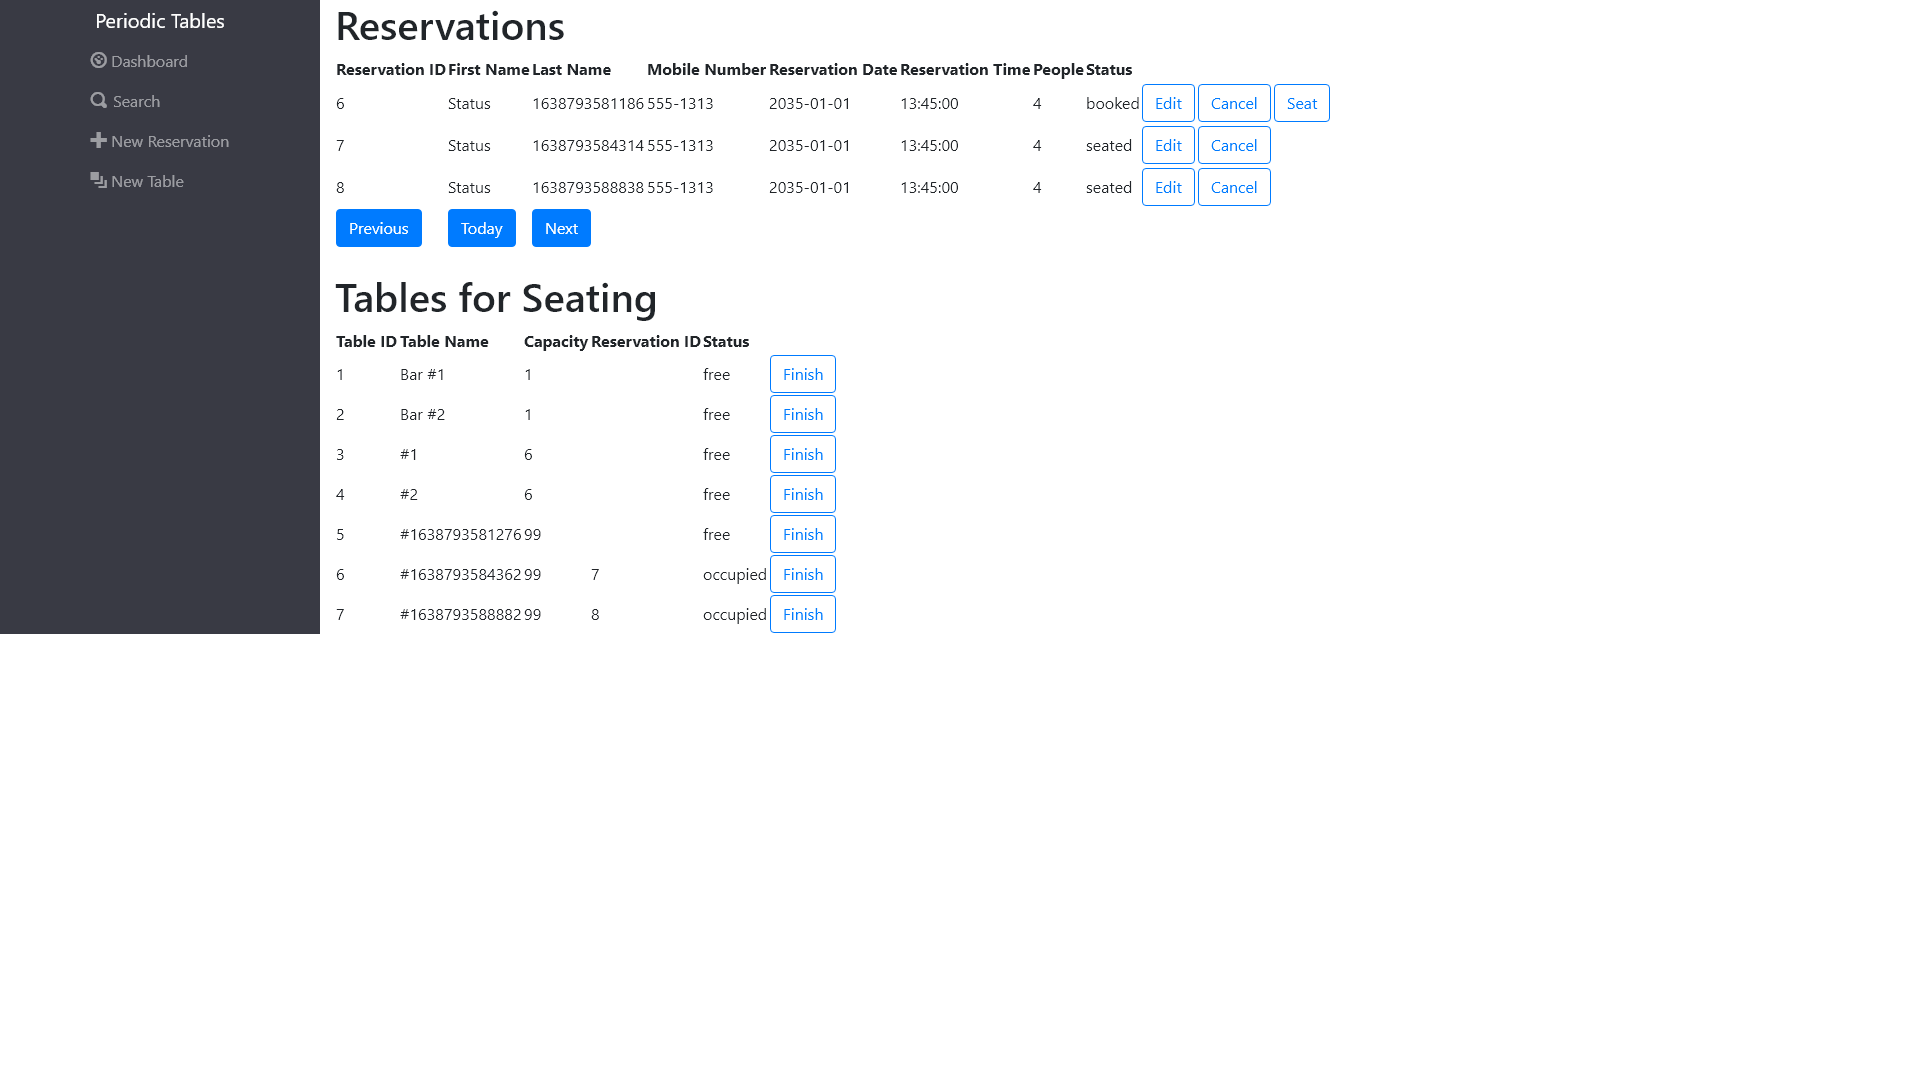 Periodic Tables
Dashboard
Search
New Reservation
New Table
Reservations
Reservation ID First Name Last Name Mobile Number Reservation Date Reservation Time People Status
6 Status 1638793581186 555-1313 2035-01-01 13:45:00 4 booked Edit Cancel Seat
7 Status 1638793584314 555-1313 2035-01-01 13:45:00 4 seated Edit Cancel
8 Status 1638793588838 555-1313 2035-01-01 13:45:00 4 seated Edit Cancel
Previous Today Next
Tables for Seating
Table ID Table Name Capacity Reservation ID Status
1 Bar #1 1 free Finish
2 Bar #2 1 free Finish
3 #1 6 free Finish
4 #2 6 free Finish
5 #1638793581276 99 free Finish
6 #1638793584362 99 7 occupied Finish
7 #1638793588882 99 8 occupied Finish